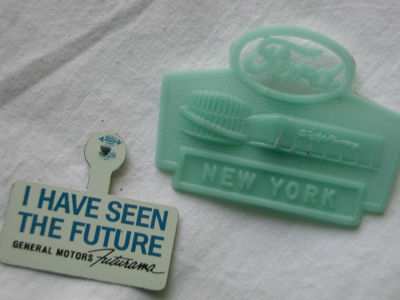 I HAVE SEEN
THE FUTURE
GENERAL MOTORS Futurama
Ford
NEW YORK